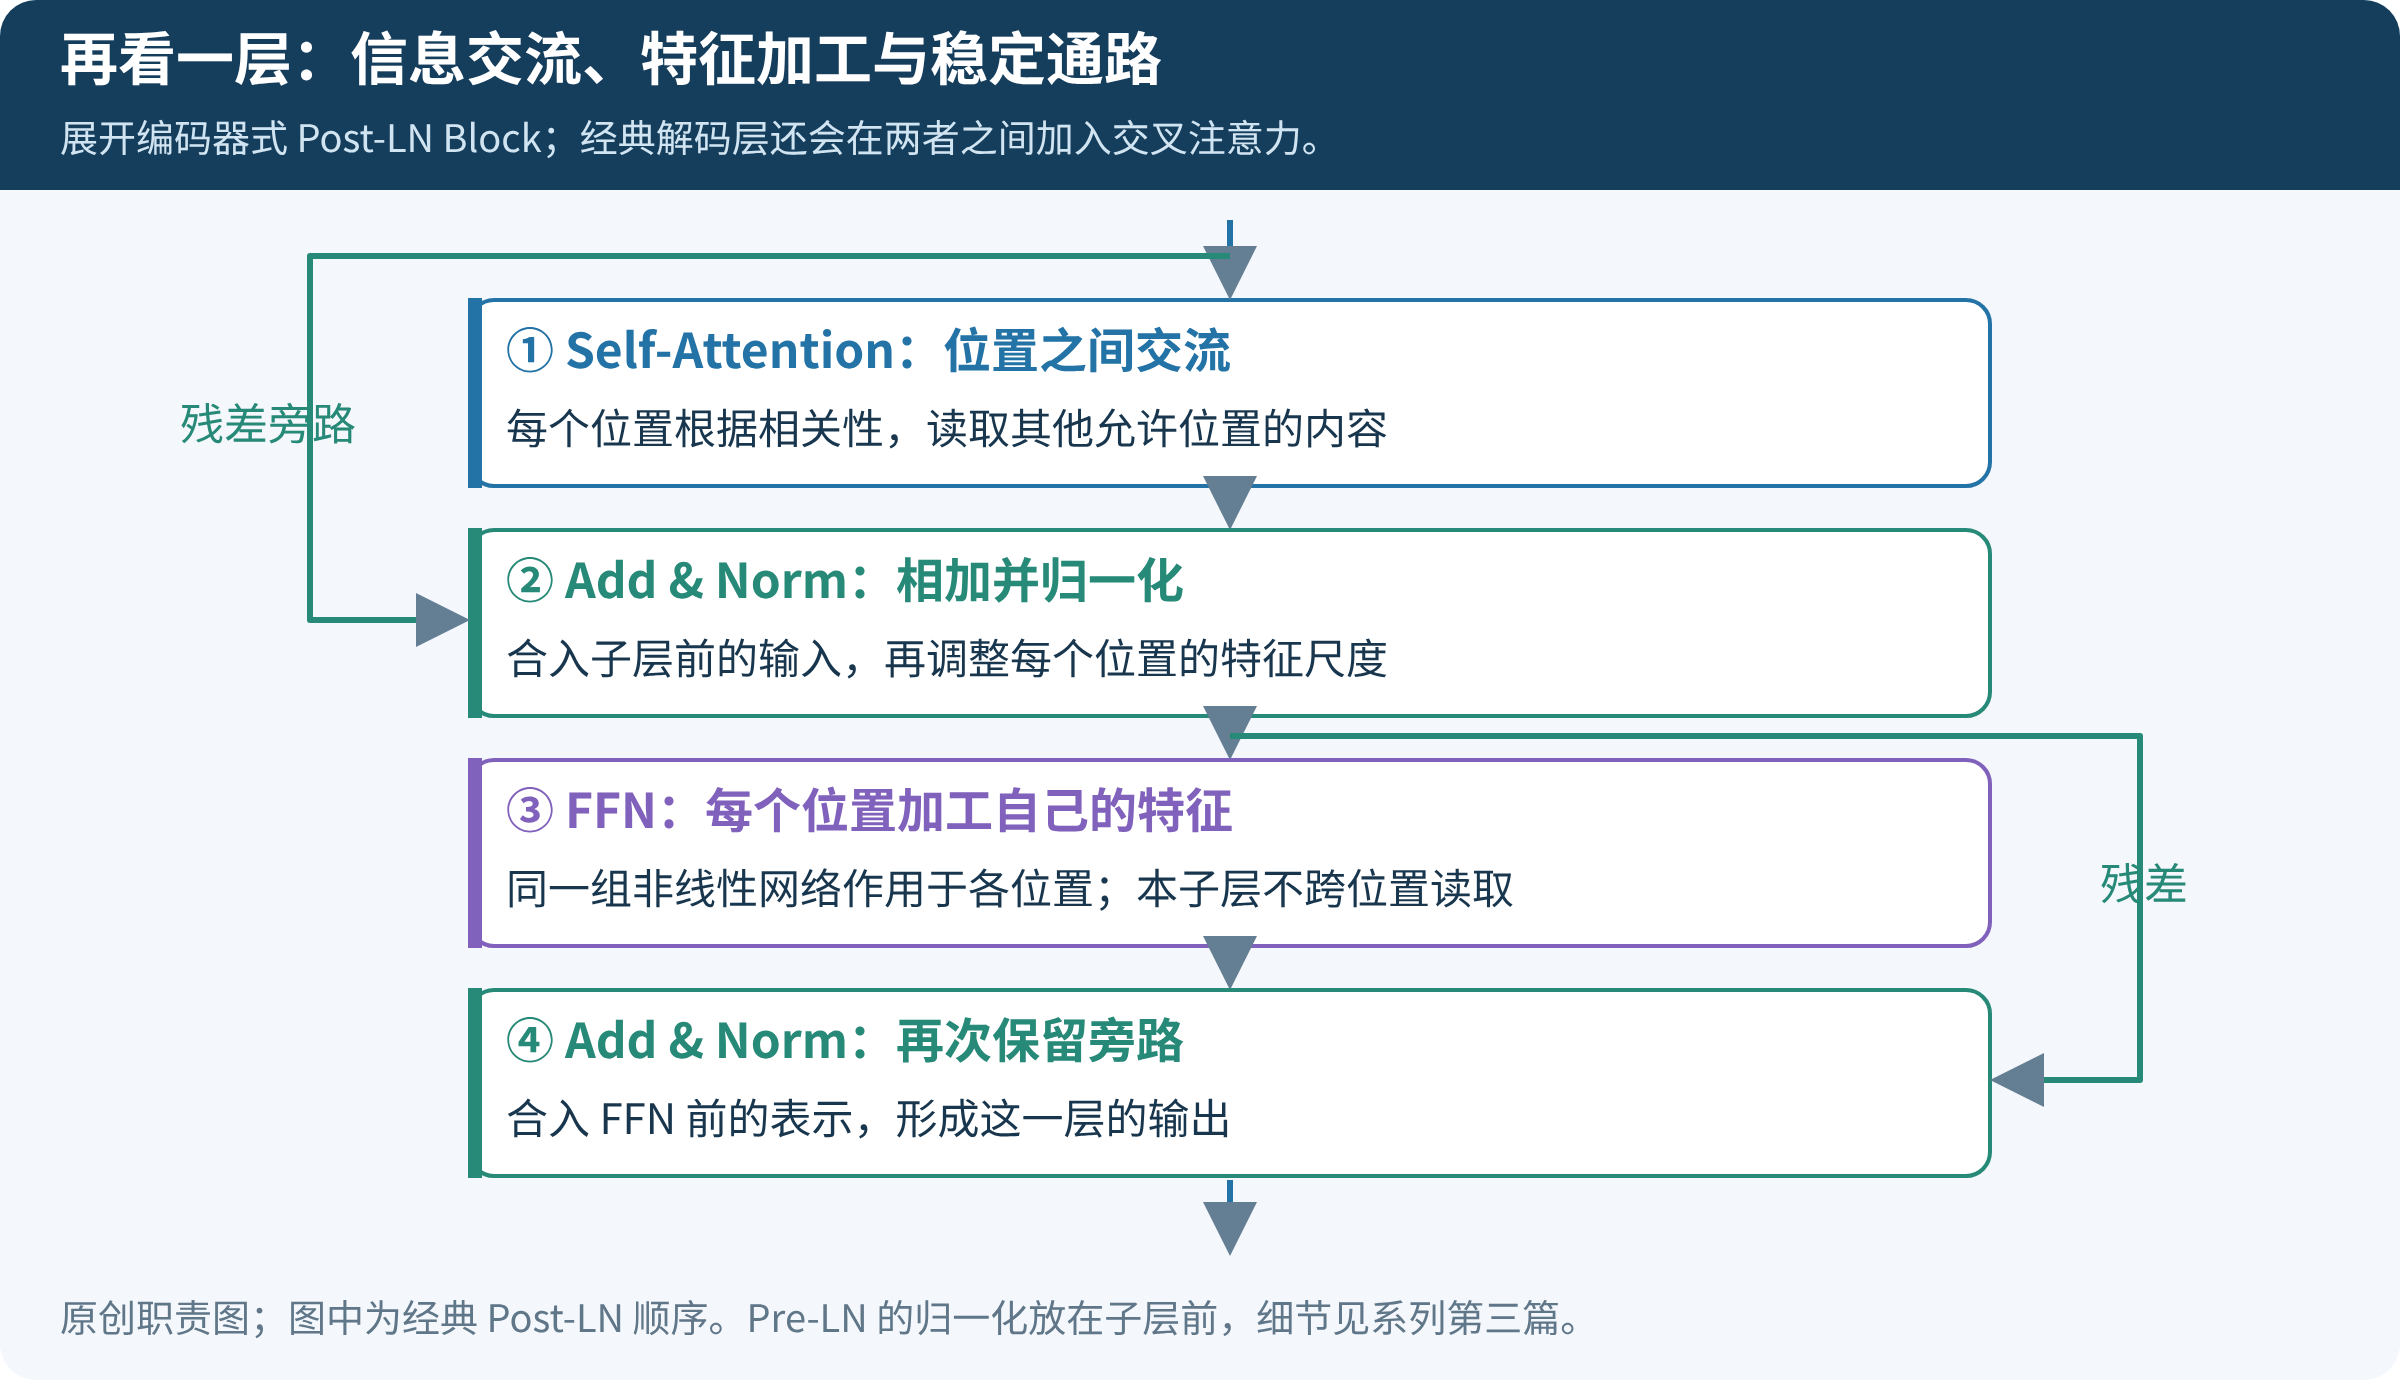 再看一层：信息交流、特征加工与稳定通路
展开编码器式 Post-LN Block；经典解码层还会在两者之间加入交叉注意力。
① Self-Attention：位置之间交流
每个位置根据相关性，读取其他允许位置的内容
残差旁路
② Add & Norm：相加并归一化
合入子层前的输入，再调整每个位置的特征尺度
③ FFN：每个位置加工自己的特征
同一组非线性网络作用于各位置；本子层不跨位置读取
残差
④ Add & Norm：再次保留旁路
合入 FFN 前的表示，形成这一层的输出
原创职责图；图中为经典 Post-LN 顺序。Pre-LN 的归一化放在子层前，细节见系列第三篇。